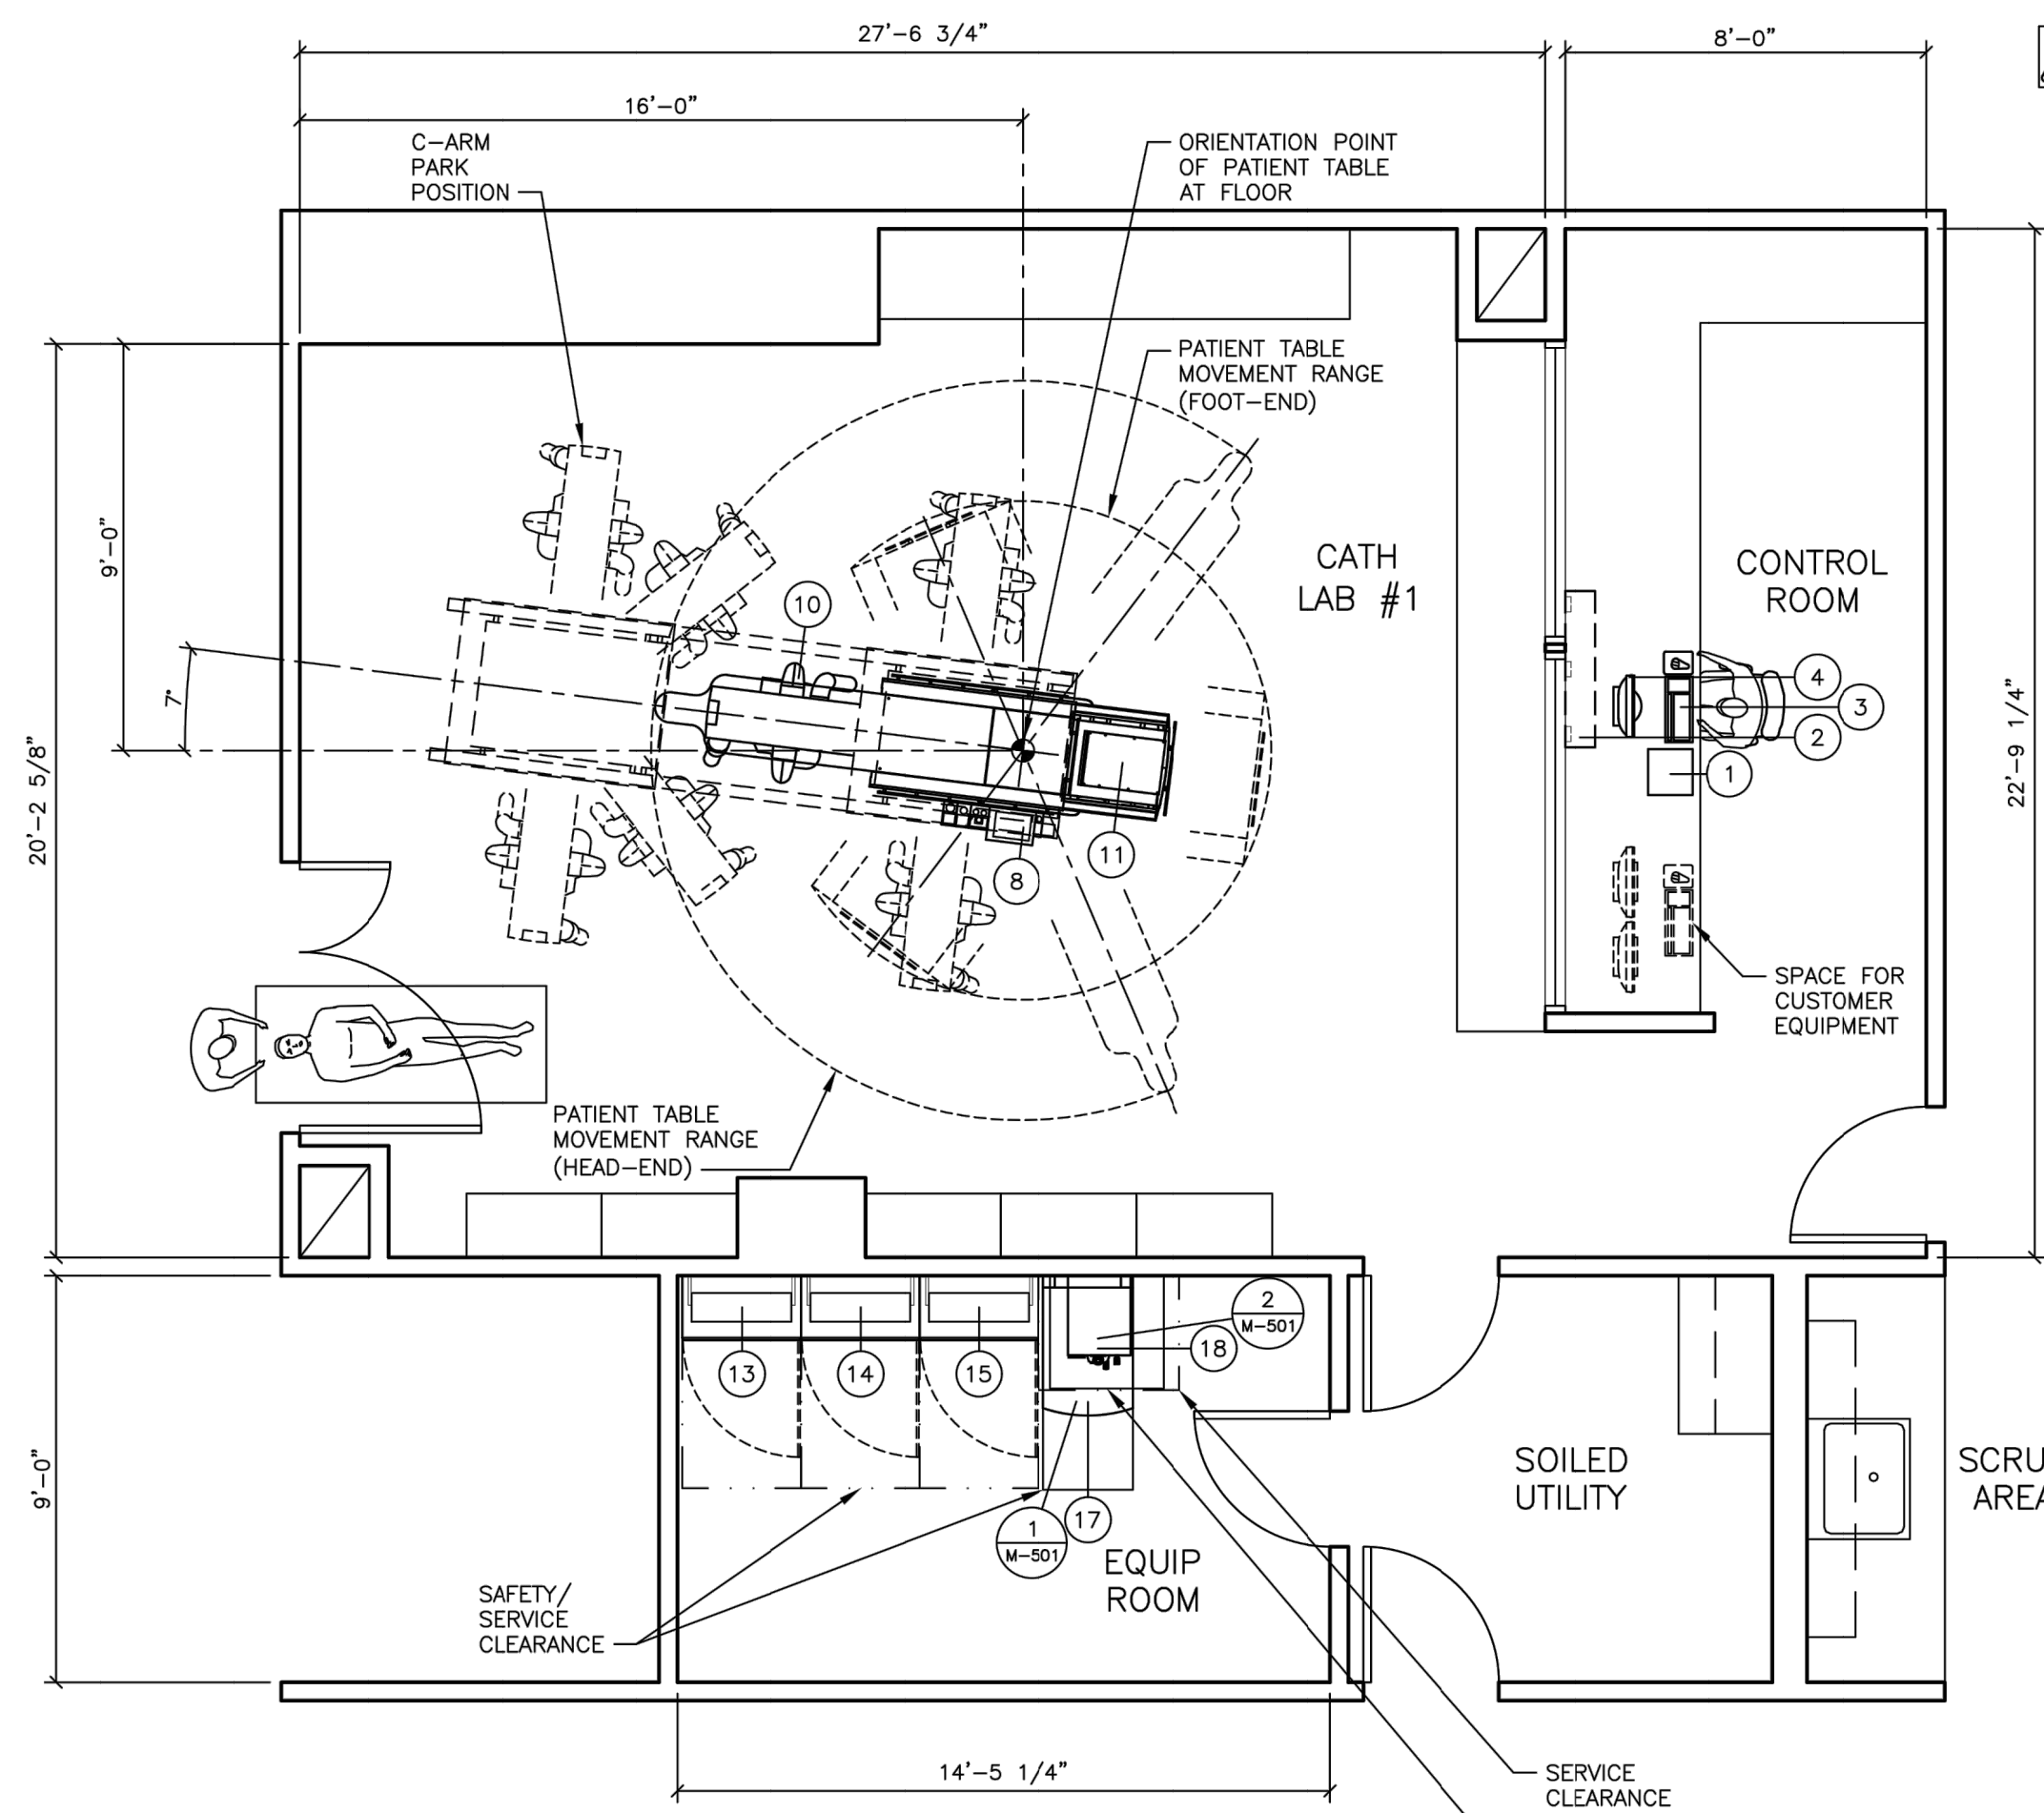 27'-6 3/4"
8'-0"
16'-0"
C-ARM
PARK
POSITION
ORIENTATION POINT
OF PATIENT TABLE
AT FLOOR
PATIENT TABLE
MOVEMENT RANGE
(FOOT-END)
9'-0"
7°
20'-2 5/8"
22'-9 1/4"
CATH
LAB #1
CONTROL
ROOM
10
4
3
2
1
11
8
SPACE FOR
CUSTOMER
EQUIPMENT
PATIENT TABLE
MOVEMENT RANGE
(HEAD-END)
2
M-501
18
13
14
15
9'-0"
1
M-501
17
EQUIP
ROOM
SOILED
UTILITY
SCRU
AREA
SAFETY/
SERVICE
CLEARANCE
14'-5 1/4"
SERVICE
CLEARANCE